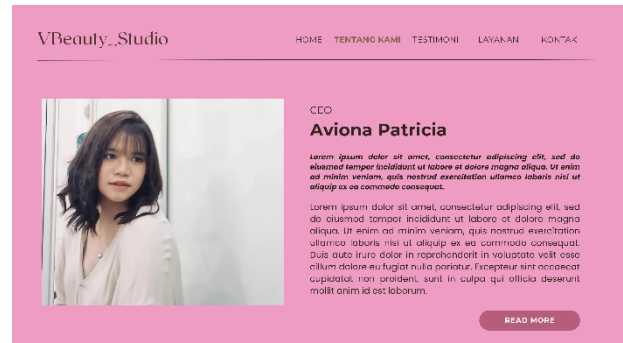 VBeauty_Studio
HOME TENTANG KAMI TESTIMONI LAYANAN KONTAK
CEO
Aviona Patricia
Lorem ipsum dolor sit amet, consectetur adipiscing elit, sed do
eiusmod tempor incididunt ut labore et dolore magna aliqua. Ut enim
ad minim veniam, quis nostrud exercitation ullamco laboris nisi ut
aliquip ex ea commodo consequat.
Lorem ipsum dolor sit amet, consectetur adipiscing elit, sed
do eiusmod tempor incididunt ut labore et dolore magna
aliqua. Ut enim ad minim veniam, quis nostrud exercitation
ullamco laboris nisi ut aliquip ex ea commodo consequat.
Duis aute irure dolor in reprehenderit in voluptate velit esse
cillum dolore eu fugiat nulla pariatur. Excepteur sint occaecat
cupidatat non proident, sunt in culpa qui officia deserunt
mollit anim id est laborum.
READ MORE